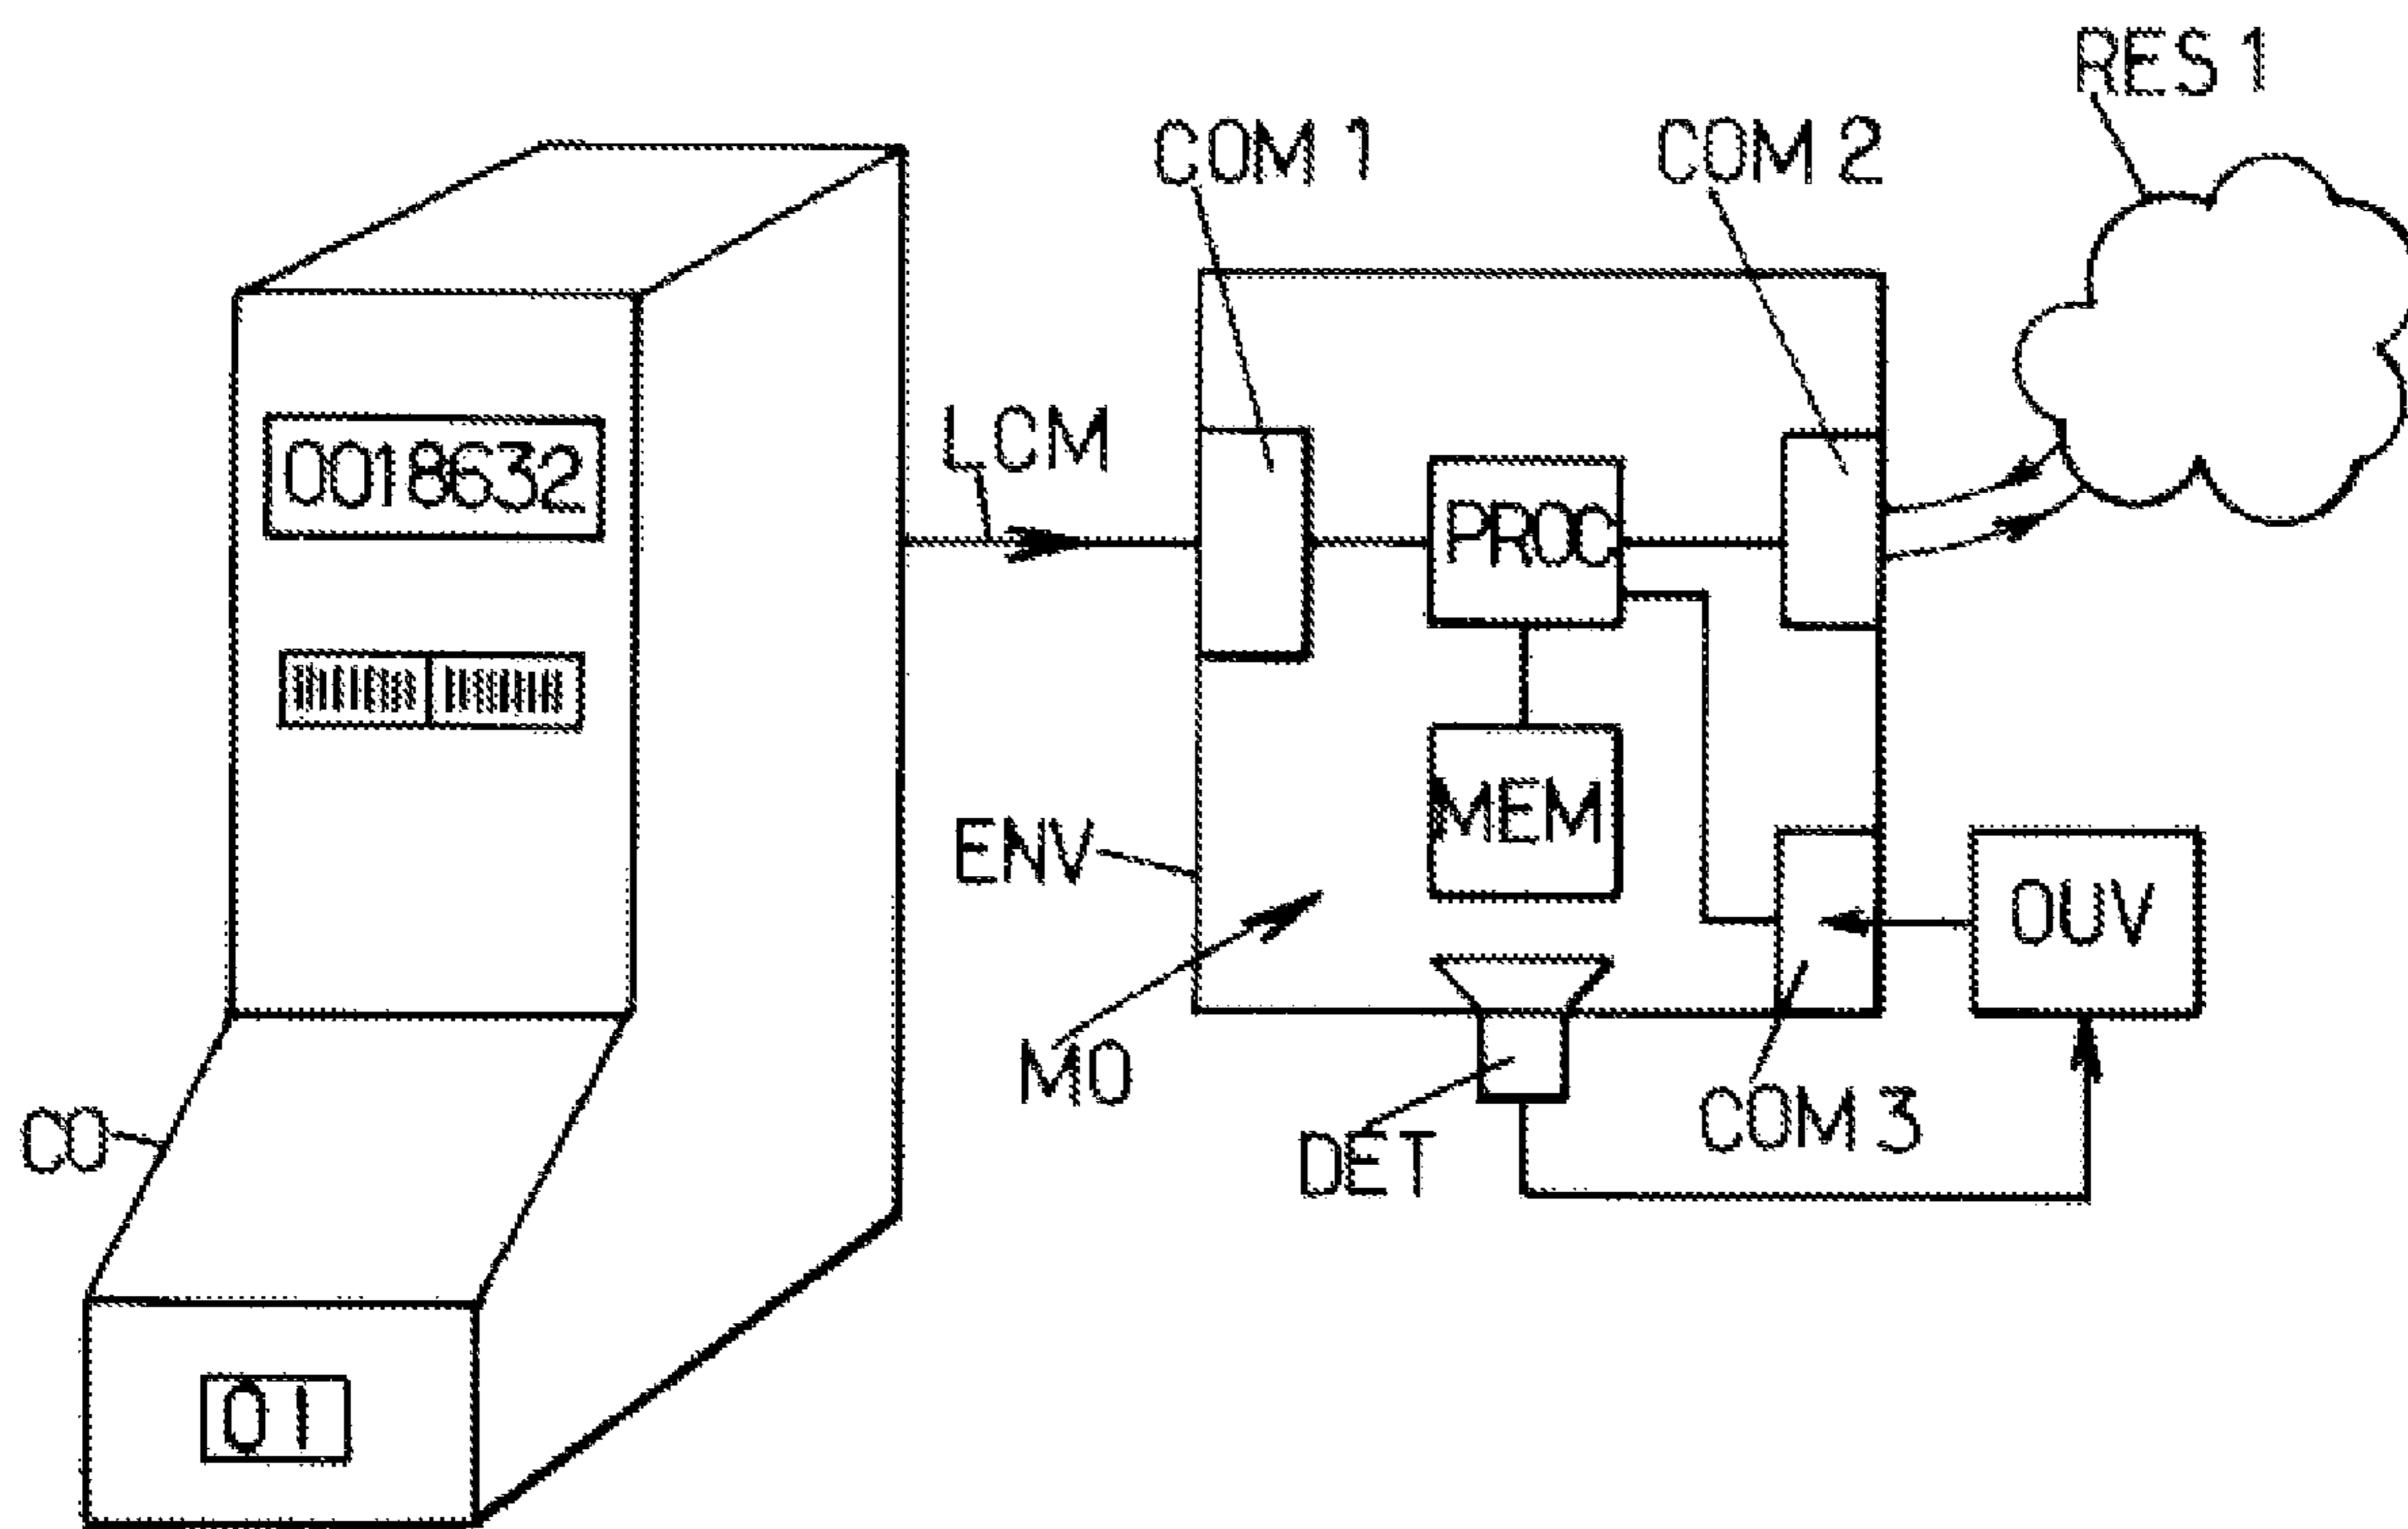 RES 1
COM 1
COM 2
0018632
LCM
PROC
MEM
ENV
OUV
MO
COM 3
CO
DET
01